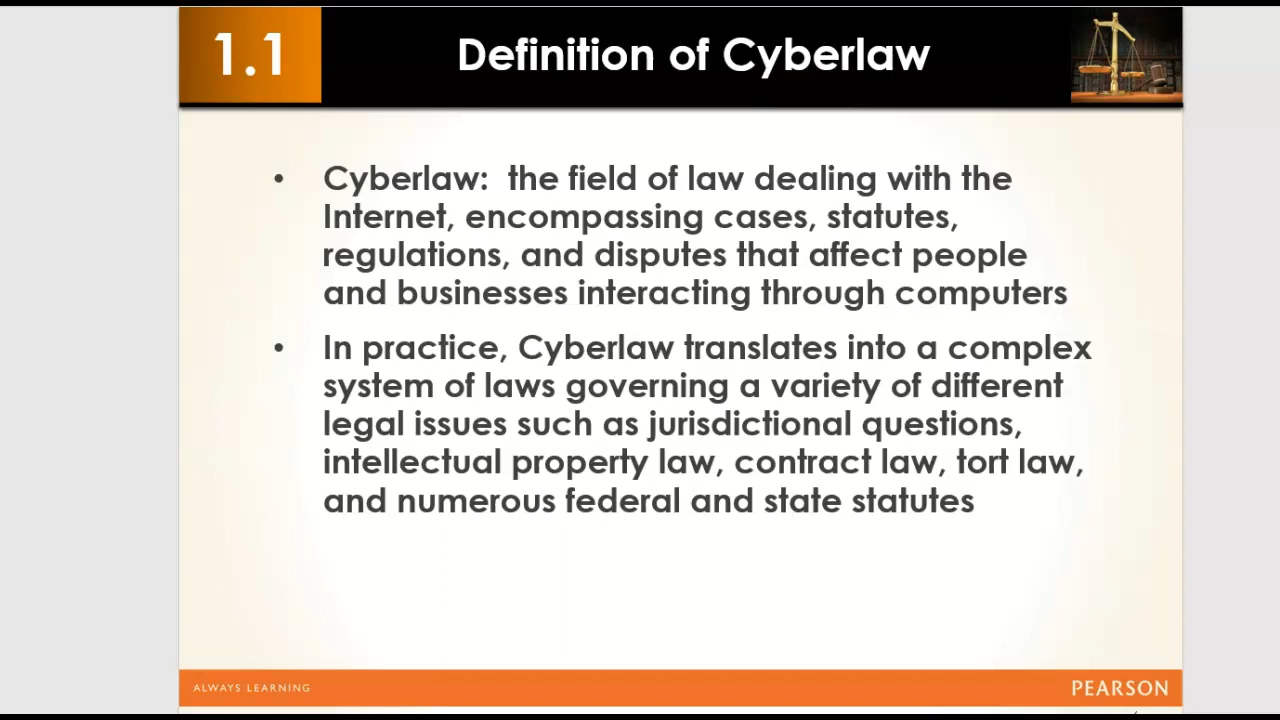 1.1
Definition of Cyberlaw
• Cyberlaw:  the field of law dealing with the
Internet, encompassing cases, statutes,
regulations, and disputes that affect people
and businesses interacting through computers
• In practice, Cyberlaw translates into a complex
system of laws governing a variety of different
legal issues such as jurisdictional questions,
intellectual property law, contract law, tort law,
and numerous federal and state statutes
ALWAYS LEARNING
PEARSON